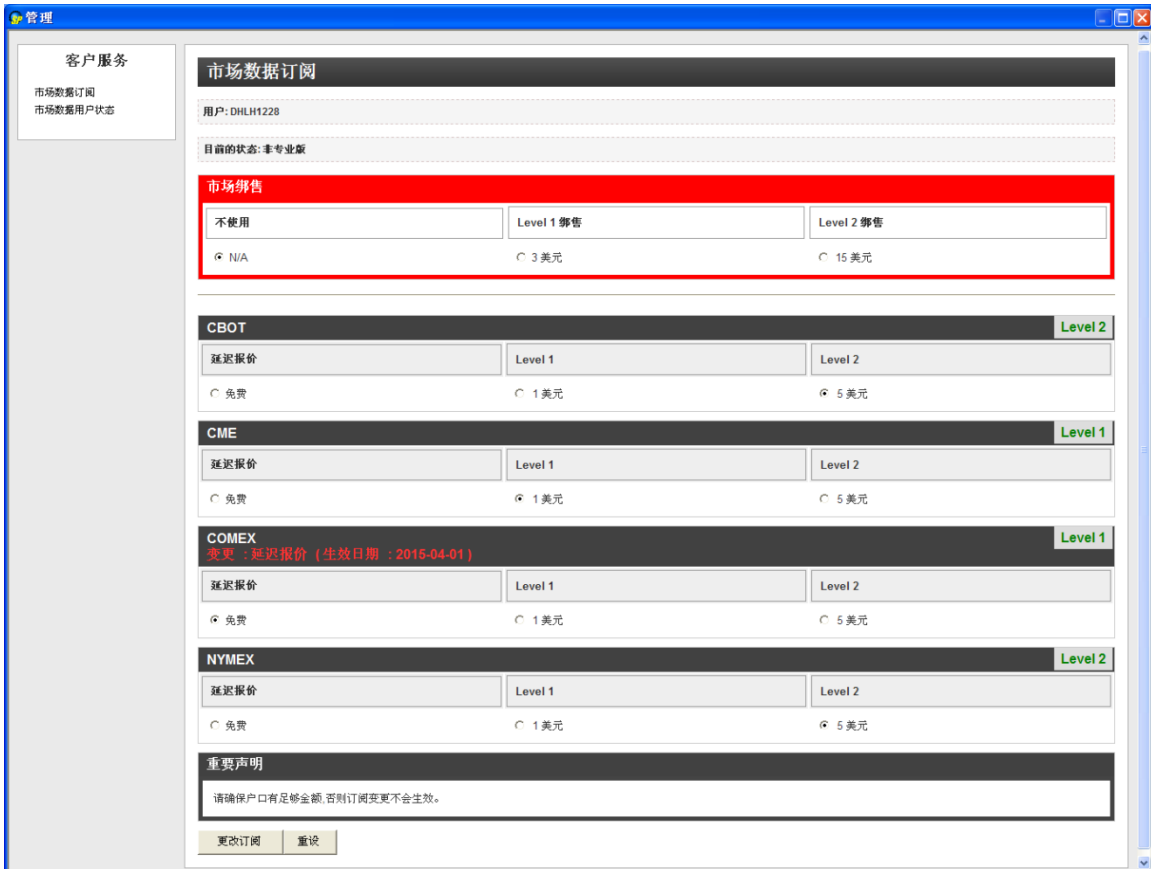 管理
客户服务
市场数据订阅
市场数据用户状态
市场数据订阅
用户: DHLH1228
目前的状态:非专业版
市场绑售
不使用 Level 1 绑售 Level 2 绑售
N/A 3 美元 15 美元
CBOT Level 2
延迟报价 Level 1 Level 2
免费 1 美元 5 美元
CME Level 1
延迟报价 Level 1 Level 2
免费 1 美元 5 美元
COMEX Level 1
变更 :延迟报价 ( 生效日期 : 2015-04-01 )
延迟报价 Level 1 Level 2
免费 1 美元 5 美元
NYMEX Level 2
延迟报价 Level 1 Level 2
免费 1 美元 5 美元
重要声明
请确保户口有足够金额,否则订阅变更不会生效。
更改订阅 重设